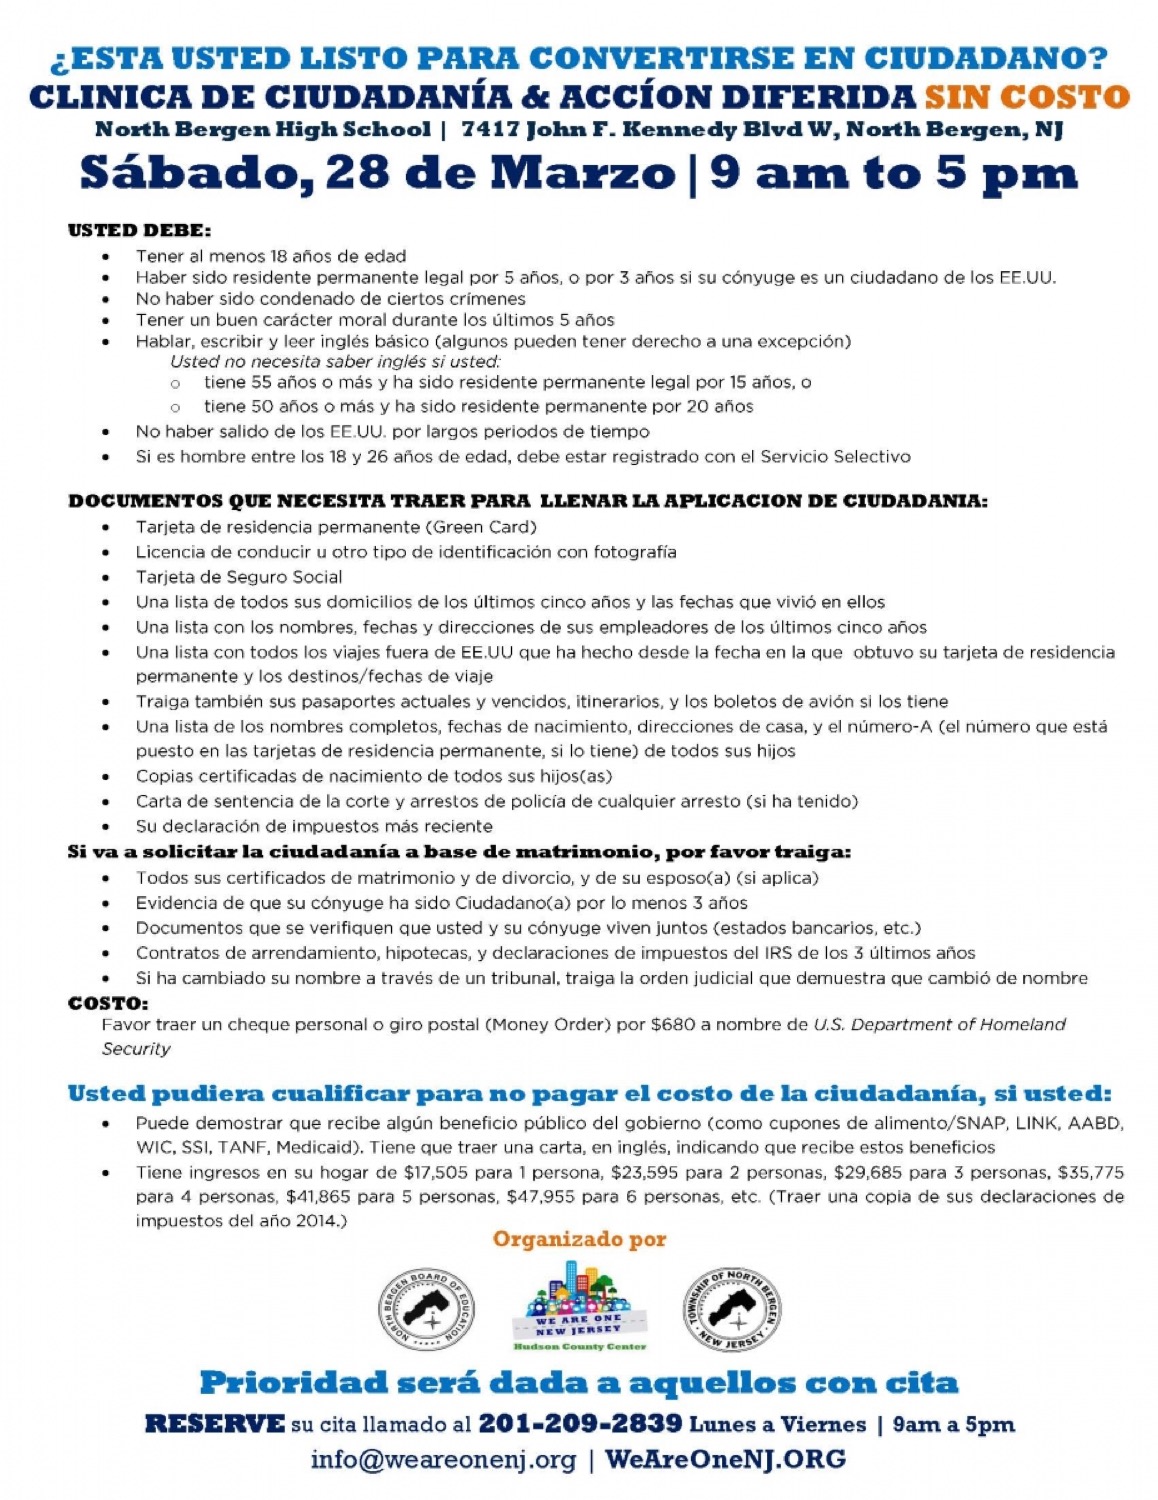 ¿ESTA USTED LISTO PARA CONVERTIRSE EN CIUDADANO?
CLINICA DE CIUDADANÍA & ACCÍON DIFERIDA SIN COSTO
North Bergen High School | 7417 John F. Kennedy Blvd W, North Bergen, NJ
Sábado, 28 de Marzo | 9 am to 5 pm
USTED DEBE:
• Tener al menos 18 años de edad
• Haber sido residente permanente legal por 5 años, o por 3 años si su cónyuge es un ciudadano de los EE.UU.
• No haber sido condenado de ciertos crímenes
• Tener un buen carácter moral durante los últimos 5 años
• Hablar, escribir y leer inglés básico (algunos pueden tener derecho a una excepción)
Usted no necesita saber inglés si usted:
o tiene 55 años o más y ha sido residente permanente legal por 15 años, o
o tiene 50 años o más y ha sido residente permanente por 20 años
• No haber salido de los EE.UU. por largos periodos de tiempo
• Si es hombre entre los 18 y 26 años de edad, debe estar registrado con el Servicio Selectivo
DOCUMENTOS QUE NECESITA TRAER PARA LLENAR LA APLICACION DE CIUDADANIA:
• Tarjeta de residencia permanente (Green Card)
• Licencia de conducir u otro tipo de identificación con fotografía
• Tarjeta de Seguro Social
• Una lista de todos sus domicilios de los últimos cinco años y las fechas que vivió en ellos
• Una lista con los nombres, fechas y direcciones de sus empleadores de los últimos cinco años
• Una lista con todos los viajes fuera de EE.UU que ha hecho desde la fecha en la que obtuvo su tarjeta de residencia
permanente y los destinos/fechas de viaje
• Traiga también sus pasaportes actuales y vencidos, itinerarios, y los boletos de avión si los tiene
• Una lista de los nombres completos, fechas de nacimiento, direcciones de casa, y el número-A (el número que está
puesto en las tarjetas de residencia permanente, si lo tiene) de todos sus hijos
• Copias certificadas de nacimiento de todos sus hijos(as)
• Carta de sentencia de la corte y arrestos de policía de cualquier arresto (si ha tenido)
• Su declaración de impuestos más reciente
Si va a solicitar la ciudadanía a base de matrimonio, por favor traiga:
• Todos sus certificados de matrimonio y de divorcio, y de su esposo(a) (si aplica)
• Evidencia de que su cónyuge ha sido Ciudadano(a) por lo menos 3 años
• Documentos que se verifiquen que usted y su cónyuge viven juntos (estados bancarios, etc.)
• Contratos de arrendamiento, hipotecas, y declaraciones de impuestos del IRS de los 3 últimos años
• Si ha cambiado su nombre a través de un tribunal, traiga la orden judicial que demuestra que cambió de nombre
COSTO:
Favor traer un cheque personal o giro postal (Money Order) por $680 a nombre de U.S. Department of Homeland
Security
Usted pudiera cualificar para no pagar el costo de la ciudadanía, si usted:
• Puede demostrar que recibe algún beneficio público del gobierno (como cupones de alimento/SNAP, LINK, AABD,
WIC, SSI, TANF, Medicaid). Tiene que traer una carta, en inglés, indicando que recibe estos beneficios
• Tiene ingresos en su hogar de $17,505 para 1 persona, $23,595 para 2 personas, $29,685 para 3 personas, $35,775
para 4 personas, $41,865 para 5 personas, $47,955 para 6 personas, etc. (Traer una copia de sus declaraciones de
impuestos del año 2014.)
Organizado por
NORTH BERGEN BOARD OF EDUCATION
WE ARE ONE
NEW JERSEY
Hudson County Center
TOWNSHIP OF NORTH BERGEN
NEW JERSEY
Prioridad será dada a aquellos con cita
RESERVE su cita llamado al 201-209-2839 Lunes a Viernes | 9am a 5pm
info@weareonenj.org | WeAreOneNJ.ORG